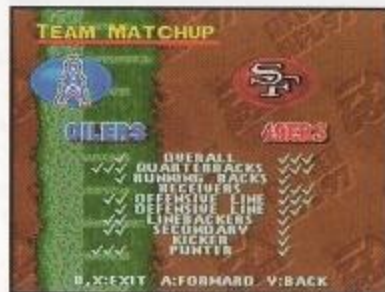 TEAM MATCHUP
SF
OILERS 49ERS
OVERALL
QUARTERBACKS
RUNNING BACKS
RECEIVERS
OFFENSIVE LINE
DEFENSIVE LINE
LINEBACKERS
SECONDARY
KICKER
PUNTER
B,X:EXIT A:FORWARD Y:BACK